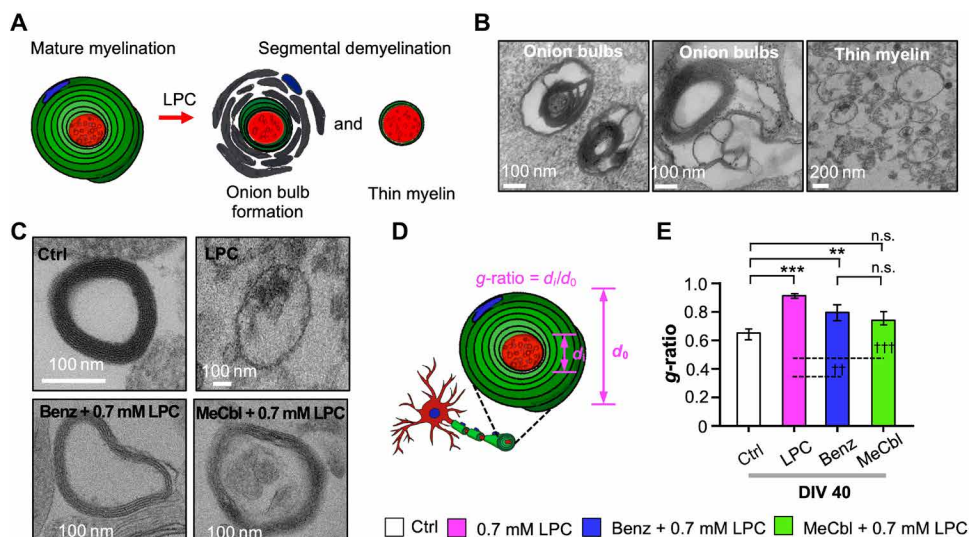 A
Mature myelination
Segmental demyelination
LPC
and
Onion bulb
formation
Thin myelin
B
Onion bulbs
Onion bulbs
Thin myelin
100 nm
100 nm
200 nm
C
Ctrl
LPC
100 nm
100 nm
Benz + 0.7 mM LPC
MeCbl + 0.7 mM LPC
100 nm
100 nm
D
g-ratio = di/d0
di
d0
E
n.s.
**
n.s.
***
1.0
0.8
0.6
0.4
0.2
0
g-ratio
†††
††
Ctrl
LPC
Benz
MeCbl
DIV 40
Ctrl
0.7 mM LPC
Benz + 0.7 mM LPC
MeCbl + 0.7 mM LPC